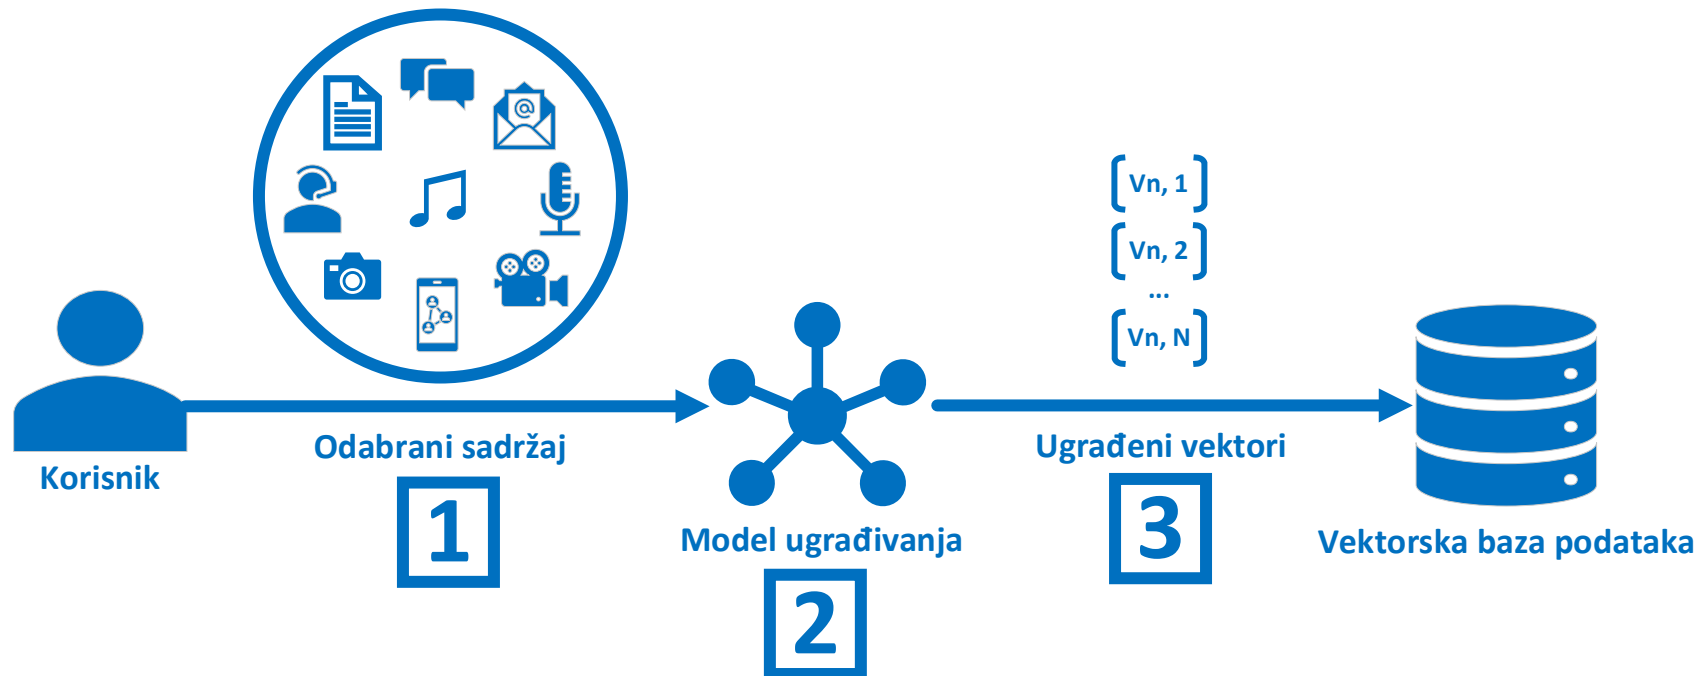 @
Korisnik
Odabrani sadržaj
1
Model ugrađivanja
2
Vn, 1
Vn, 2
...
Vn, N
Ugrađeni vektori
3
Vektorska baza podataka